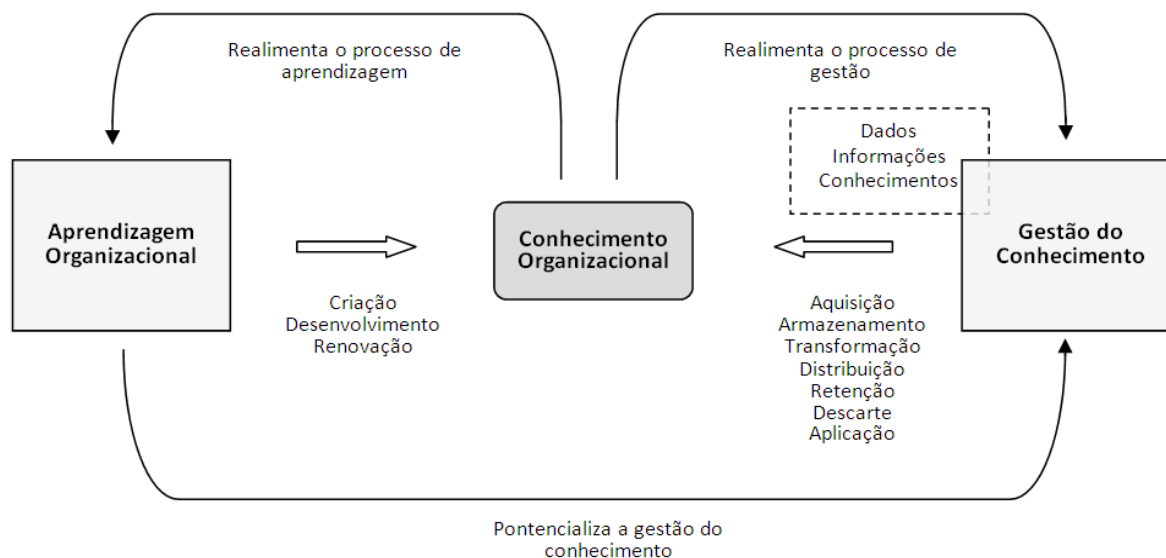 Realimenta o processo de
aprendizagem
Realimenta o processo de
gestão
Dados
Informações
Conhecimentos
Aprendizagem
Organizacional
Conhecimento
Organizacional
Gestão do
Conhecimento
Criação
Desenvolvimento
Renovação
Aquisição
Armazenamento
Transformação
Distribuição
Retenção
Descarte
Aplicação
Pontencializa a gestão do
conhecimento